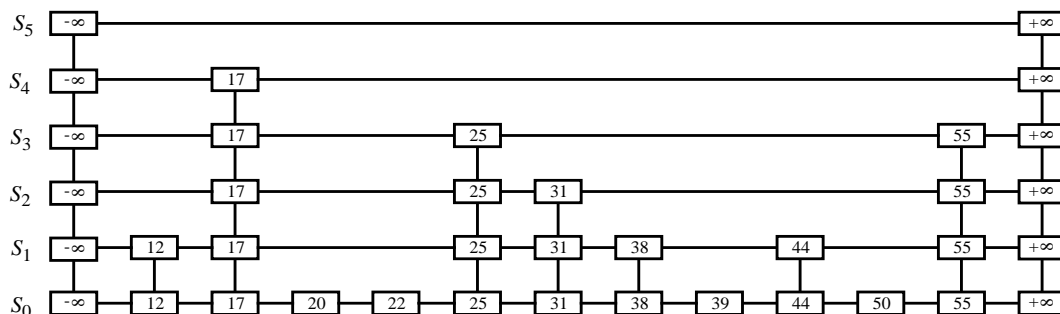 S5 -∞ +∞
S4 -∞ 17 +∞
S3 -∞ 17 25 55 +∞
S2 -∞ 17 25 31 55 +∞
S1 -∞ 12 17 25 31 38 44 55 +∞
S0 -∞ 12 17 20 22 25 31 38 39 44 50 55 +∞